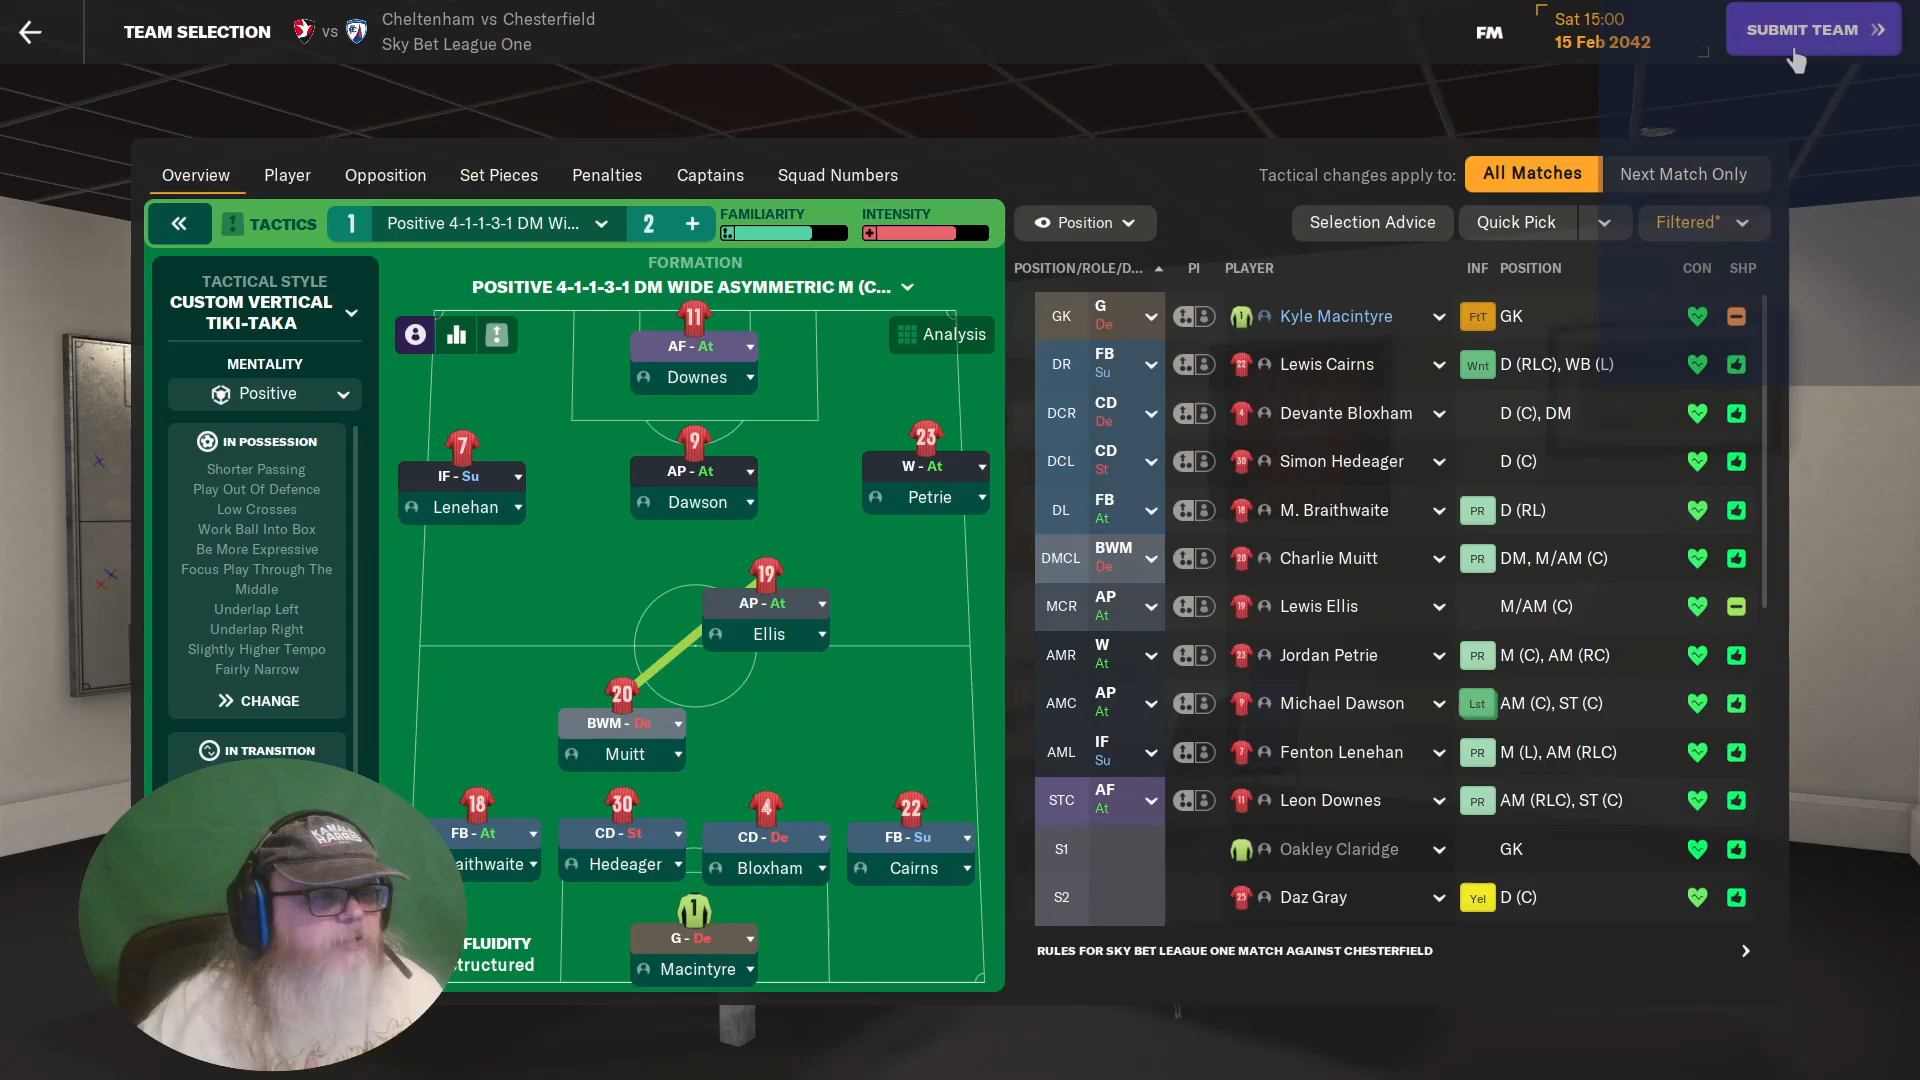 TEAM SELECTION
vs
Cheltenham vs Chesterfield
Sky Bet League One
FM
Sat 15:00
15 Feb 2042
SUBMIT TEAM
Overview
Player
Opposition
Set Pieces
Penalties
Captains
Squad Numbers
Tactical changes apply to:
All Matches
Next Match Only
TACTICS
1
Positive 4-1-1-3-1 DM Wi...
2
FAMILIARITY
INTENSITY
Position
Selection Advice
Quick Pick
Filtered*
TACTICAL STYLE
CUSTOM VERTICAL
TIKI-TAKA
MENTALITY
Positive
IN POSSESSION
Shorter Passing
Play Out Of Defence
Low Crosses
Work Ball Into Box
Be More Expressive
Focus Play Through The
Middle
Underlap Left
Underlap Right
Slightly Higher Tempo
Fairly Narrow
CHANGE
IN TRANSITION
FORMATION
POSITIVE 4-1-1-3-1 DM WIDE ASYMMETRIC M (C...
Analysis
11
AF - At
Downes
7
IF - Su
Lenehan
9
AP - At
Dawson
23
W - At
Petrie
19
AP - At
Ellis
20
BWM - De
Muitt
18
FB - At
aithwaite
30
CD - St
Hedeager
4
CD - De
Bloxham
22
FB - Su
Cairns
1
G - De
Macintyre
FLUIDITY
tructured
POSITION/ROLE/D... PI PLAYER INF POSITION CON SHP
GK G De 1 Kyle Macintyre FtT GK
DR FB Su 22 Lewis Cairns Wnt D (RLC), WB (L)
DCR CD De 4 Devante Bloxham D (C), DM
DCL CD St 30 Simon Hedeager D (C)
DL FB At 18 M. Braithwaite PR D (RL)
DMCL BWM De 20 Charlie Muitt PR DM, M/AM (C)
MCR AP At 19 Lewis Ellis M/AM (C)
AMR W At 23 Jordan Petrie PR M (C), AM (RC)
AMC AP At 9 Michael Dawson Lst AM (C), ST (C)
AML IF Su 7 Fenton Lenehan PR M (L), AM (RLC)
STC AF At 11 Leon Downes PR AM (RLC), ST (C)
S1 Oakley Claridge GK
S2 25 Daz Gray Yel D (C)
RULES FOR SKY BET LEAGUE ONE MATCH AGAINST CHESTERFIELD